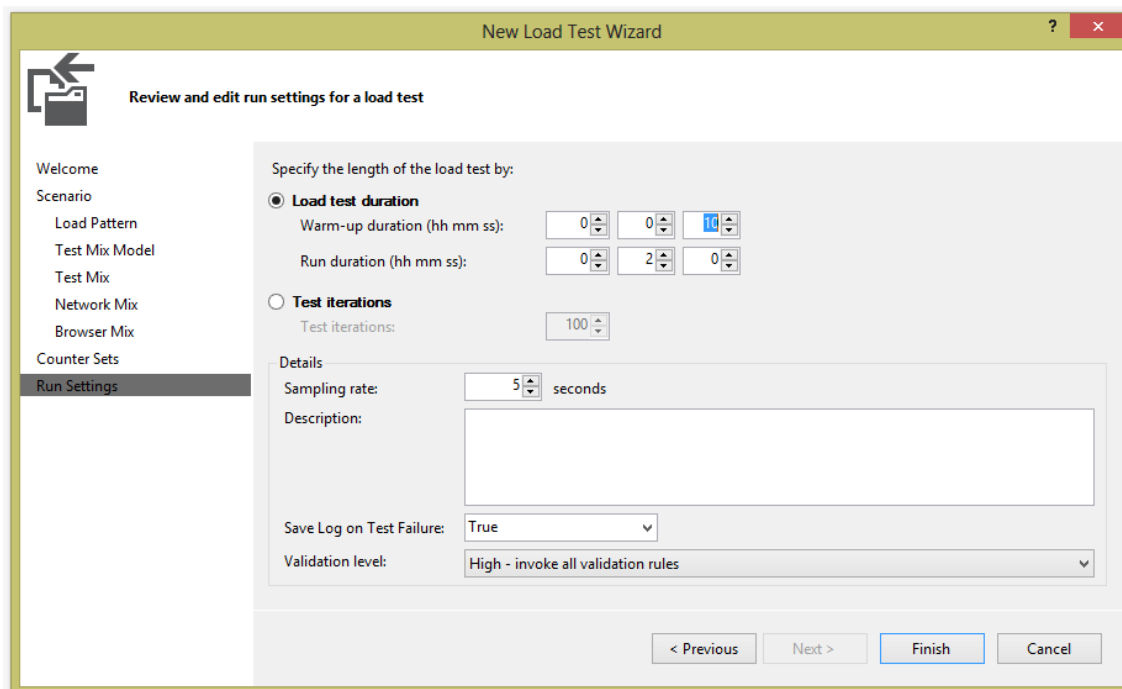 New Load Test Wizard
?
Review and edit run settings for a load test
Welcome
Scenario
Load Pattern
Test Mix Model
Test Mix
Network Mix
Browser Mix
Counter Sets
Run Settings
Specify the length of the load test by:
Load test duration
Warm-up duration (hh mm ss): 0 0 10
Run duration (hh mm ss): 0 2 0
Test iterations
Test iterations: 100
Details
Sampling rate: 5 seconds
Description:
Save Log on Test Failure: True
Validation level: High - invoke all validation rules
< Previous Next > Finish Cancel